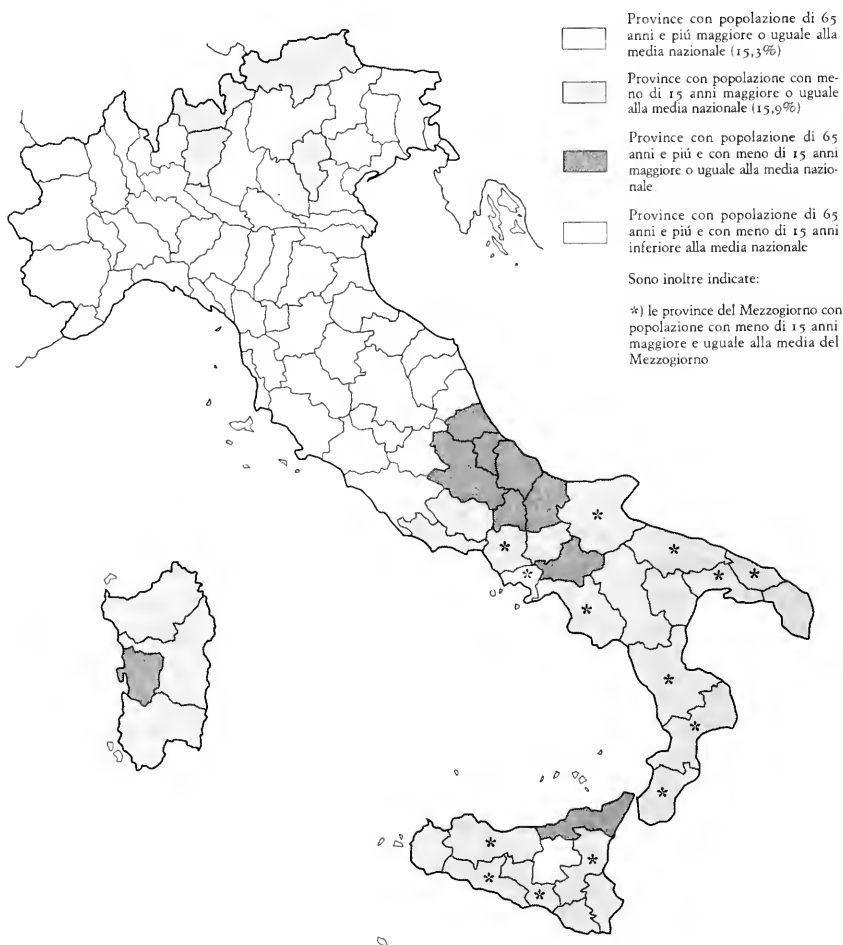 Province con popolazione di 65
anni e piú maggiore o uguale alla
media nazionale (15,3%)
Province con popolazione con me-
no di 15 anni maggiore o uguale
alla media nazionale (15,9%)
Province con popolazione di 65
anni e piú e con meno di 15 anni
maggiore o uguale alla media nazio-
nale
Province con popolazione di 65
anni e piú e con meno di 15 anni
inferiore alla media nazionale
Sono inoltre indicate:
*) le province del Mezzogiorno con
popolazione con meno di 15 anni
maggiore e uguale alla media del
Mezzogiorno